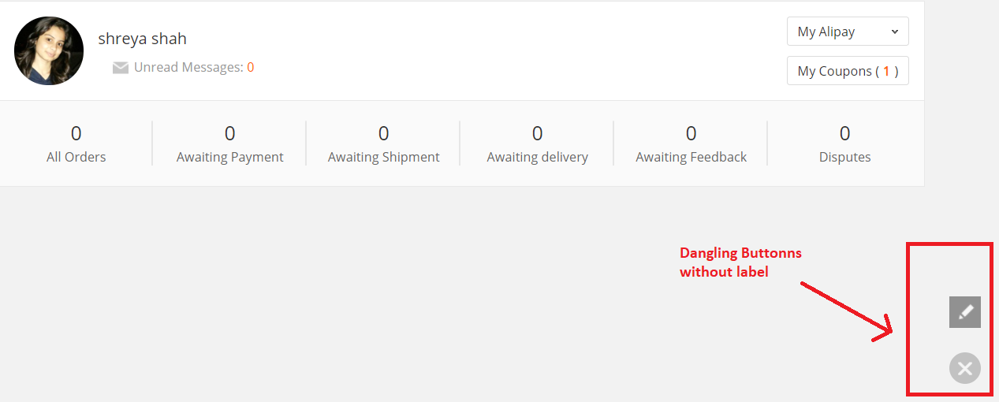 shreya shah
Unread Messages: 0
My Alipay
My Coupons ( 1 )
0
All Orders
0
Awaiting Payment
0
Awaiting Shipment
0
Awaiting delivery
0
Awaiting Feedback
0
Disputes
Dangling Buttonns
without label